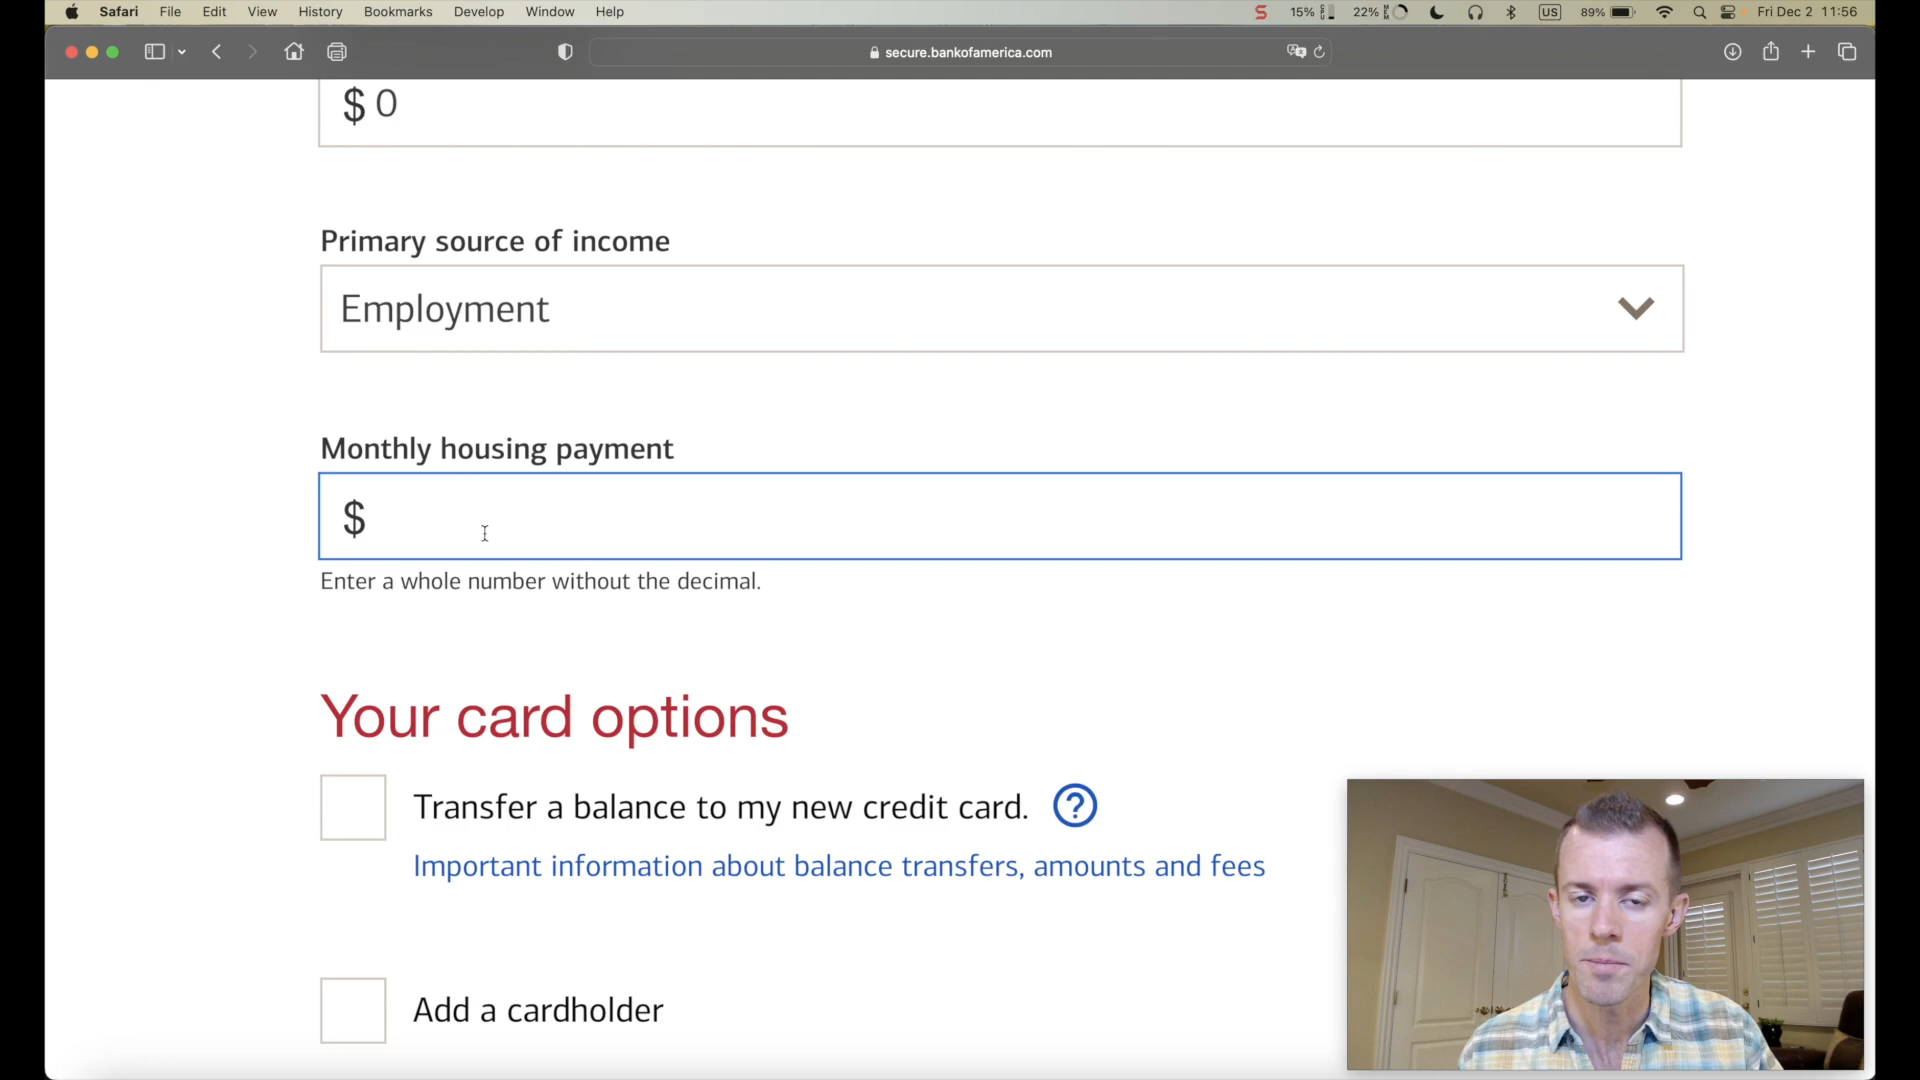 Safari File Edit View History Bookmarks Develop Window Help 15% 22% US 89% Fri Dec 2 11:56
secure.bankofamerica.com
$ 0
Primary source of income
Employment
Monthly housing payment
$
Enter a whole number without the decimal.
Your card options
Transfer a balance to my new credit card. ?
Important information about balance transfers, amounts and fees
Add a cardholder